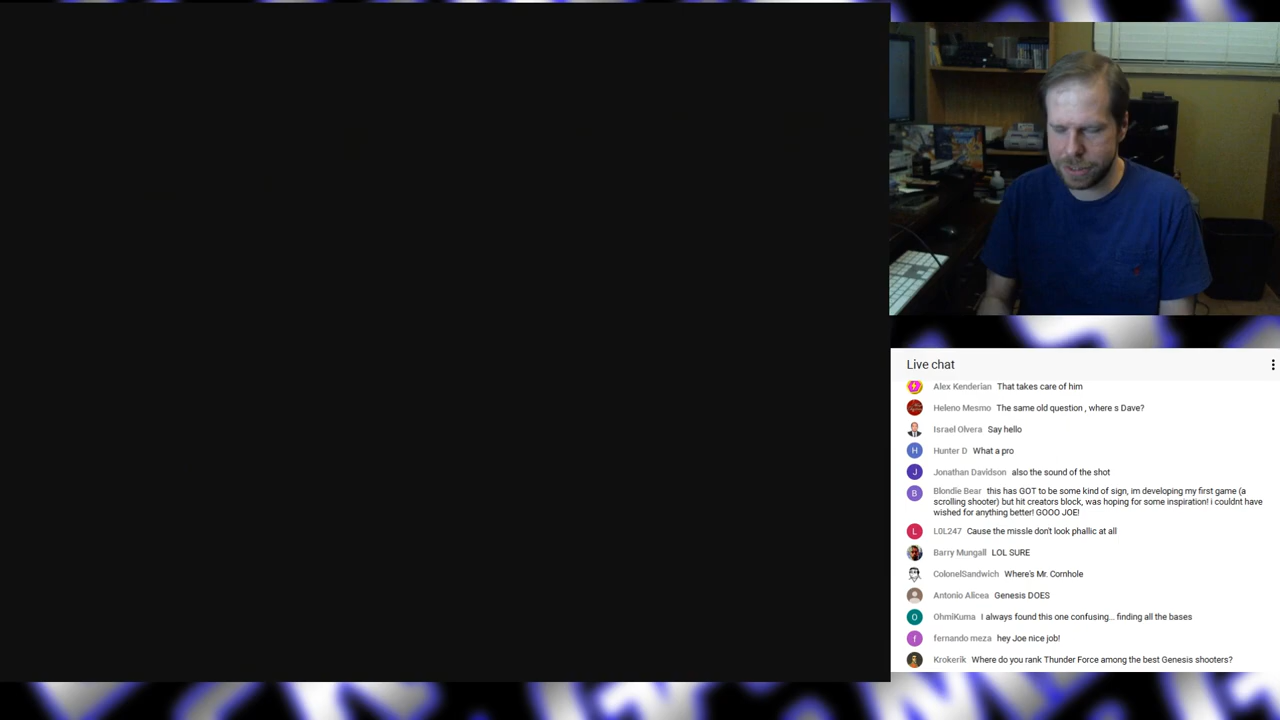 Live chat
Alex Kenderian That takes care of him
Heleno Mesmo The same old question , where s Dave?
Israel Olvera Say hello
H Hunter D What a pro
J Jonathan Davidson also the sound of the shot
B Blondie Bear this has GOT to be some kind of sign, im developing my first game (a
scrolling shooter) but hit creators block, was hoping for some inspiration! i couldnt have
wished for anything better! GOOO JOE!
L L0L247 Cause the missle don't look phallic at all
Barry Mungall LOL SURE
ColonelSandwich Where's Mr. Cornhole
Antonio Alicea Genesis DOES
O OhmiKuma I always found this one confusing... finding all the bases
f fernando meza hey Joe nice job!
Krokerik Where do you rank Thunder Force among the best Genesis shooters?